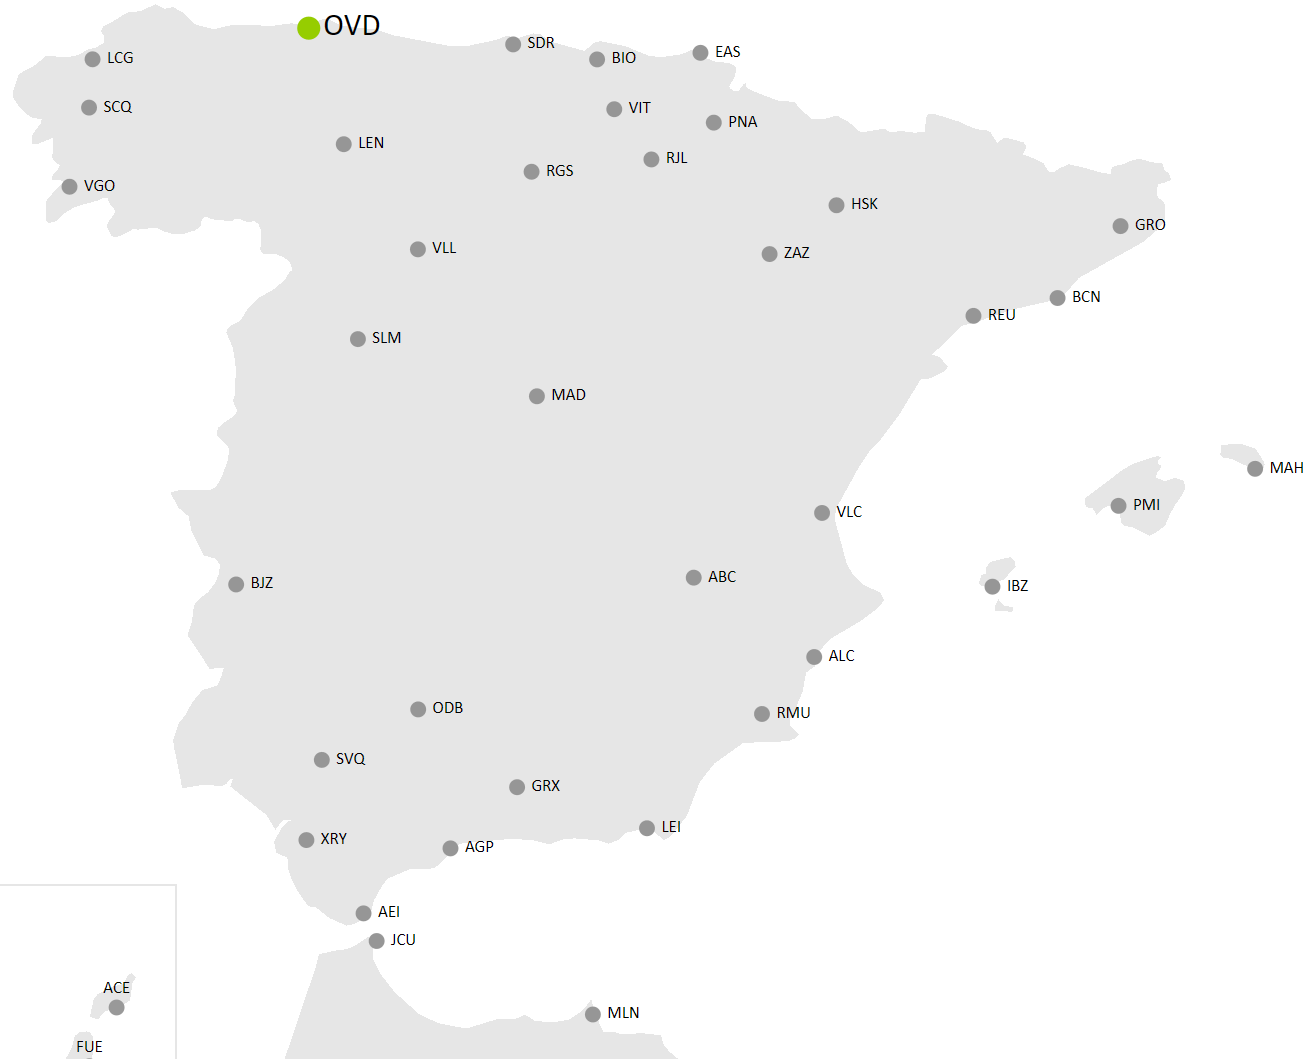 OVD
SDR
EAS
LCG
BIO
SCQ
VIT
PNA
LEN
RJL
RGS
VGO
HSK
GRO
VLL
ZAZ
BCN
REU
SLM
MAD
MAH
PMI
VLC
ABC
BJZ
IBZ
ALC
ODB
RMU
SVQ
GRX
LEI
XRY
AGP
AEI
JCU
ACE
MLN
FUE